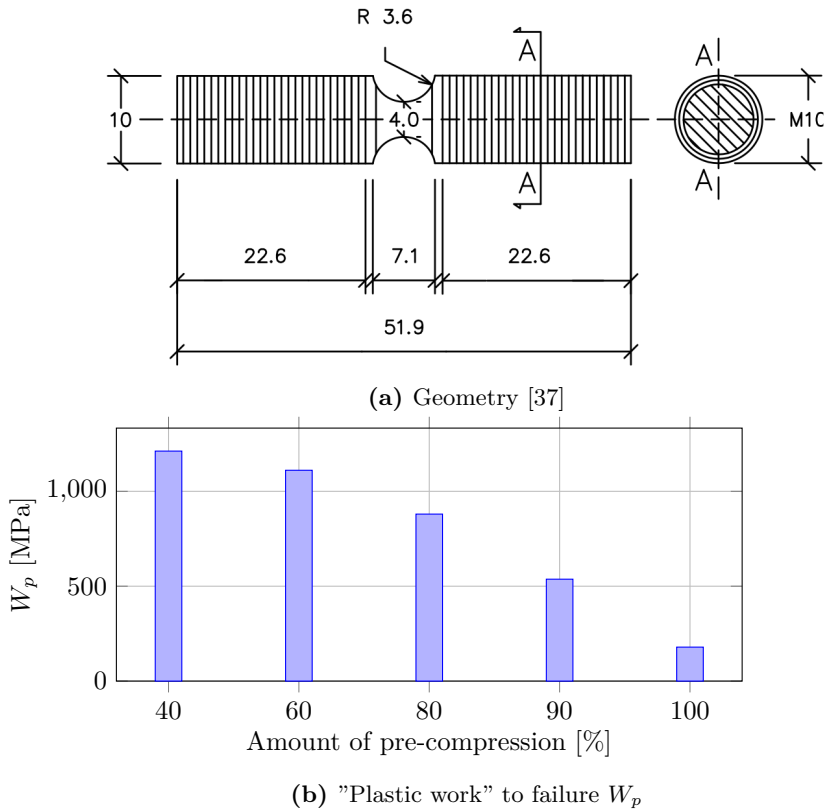 R 3.6
A
A
10
4.0
M10
A
A
22.6
7.1
22.6
51.9
(a) Geometry [37]
1,000
500
0
W_p [MPa]
40 60 80 90 100
Amount of pre-compression [%]
(b) ”Plastic work” to failure W_p